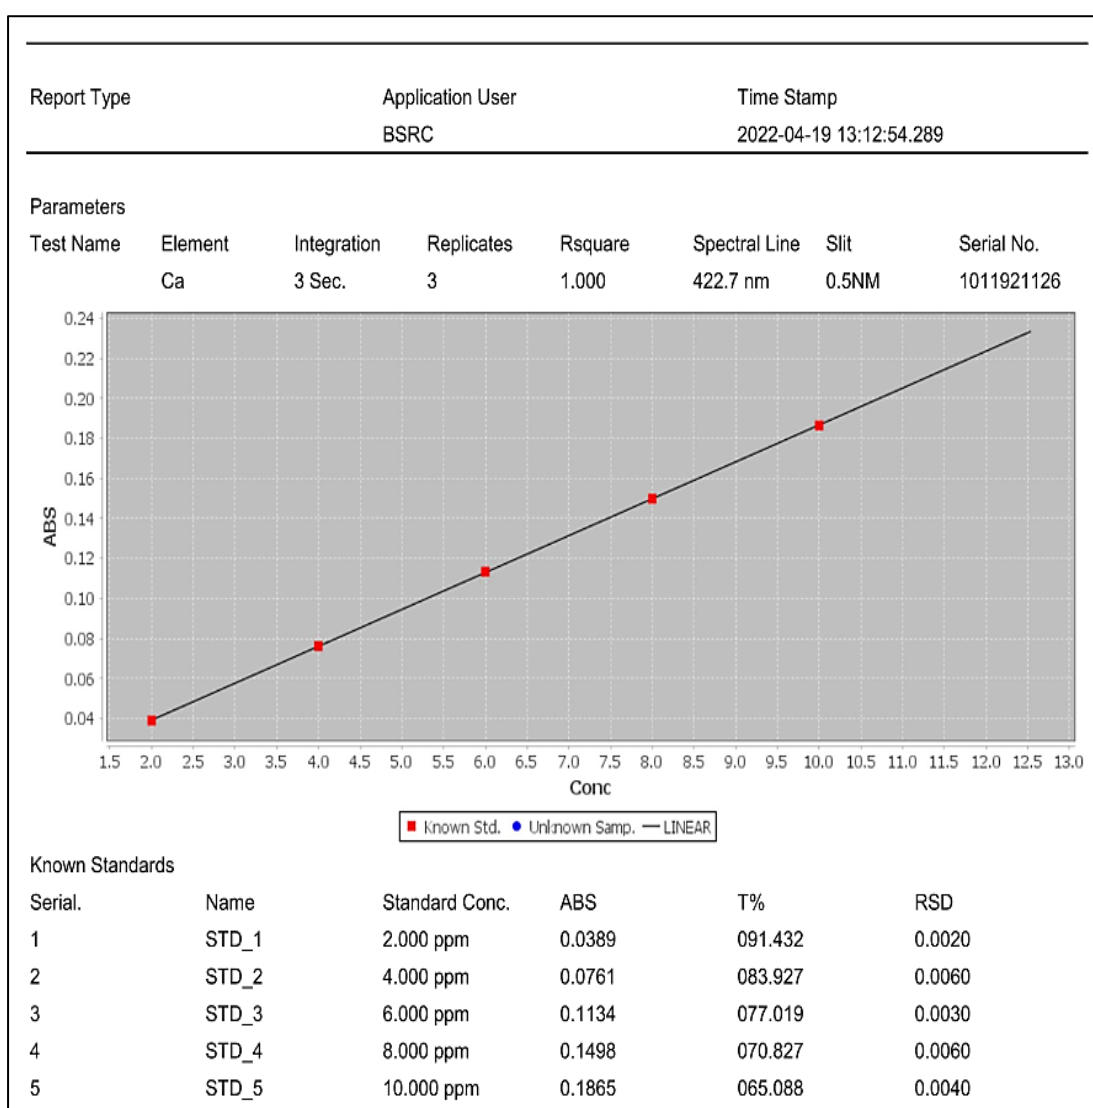 Report Type Application User Time Stamp
BSRC 2022-04-19 13:12:54.289
Parameters
Test Name Element Integration Replicates Rsquare Spectral Line Slit Serial No.
Ca 3 Sec. 3 1.000 422.7 nm 0.5NM 1011921126
0.24
0.22
0.20
0.18
0.16
0.14
0.12
0.10
0.08
0.06
0.04
ABS
1.5 2.0 2.5 3.0 3.5 4.0 4.5 5.0 5.5 6.0 6.5 7.0 7.5 8.0 8.5 9.0 9.5 10.0 10.5 11.0 11.5 12.0 12.5 13.0
Conc
Known Std. Unknown Samp. LINEAR
Known Standards
Serial. Name Standard Conc. ABS T% RSD
1 STD_1 2.000 ppm 0.0389 091.432 0.0020
2 STD_2 4.000 ppm 0.0761 083.927 0.0060
3 STD_3 6.000 ppm 0.1134 077.019 0.0030
4 STD_4 8.000 ppm 0.1498 070.827 0.0060
5 STD_5 10.000 ppm 0.1865 065.088 0.0040